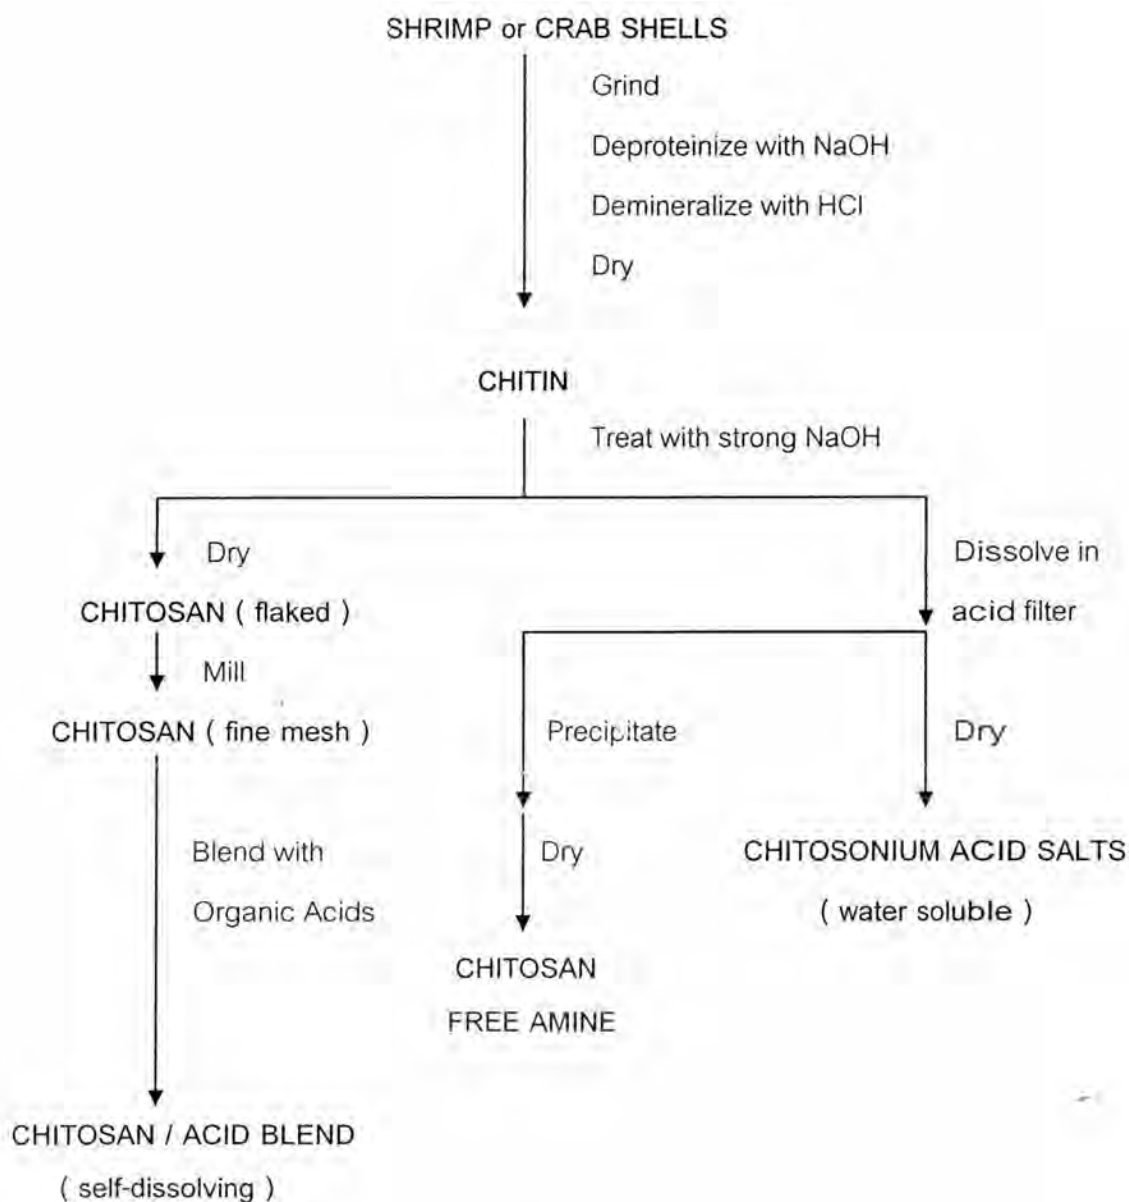 SHRIMP or CRAB SHELLS
Grind
Deproteinize with NaOH
Demineralize with HCl
Dry
CHITIN
Treat with strong NaOH
Dry
Dissolve in
acid filter
CHITOSAN ( flaked )
Mill
CHITOSAN ( fine mesh )
Precipitate
Dry
Blend with
Organic Acids
Dry
CHITOSONIUM ACID SALTS
( water soluble )
CHITOSAN
FREE AMINE
CHITOSAN / ACID BLEND
( self-dissolving )